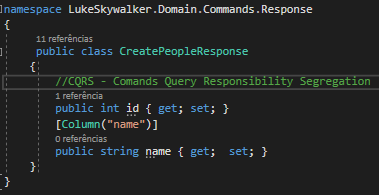 namespace LukeSkywalker.Domain.Commands.Response
{
11 referências
public class CreatePeopleResponse
{
//CQRS - Comands Query Responsibility Segregation
1 referência
public int id { get; set; }
[Column("name")]
0 referências
public string name { get;  set; }
}
}